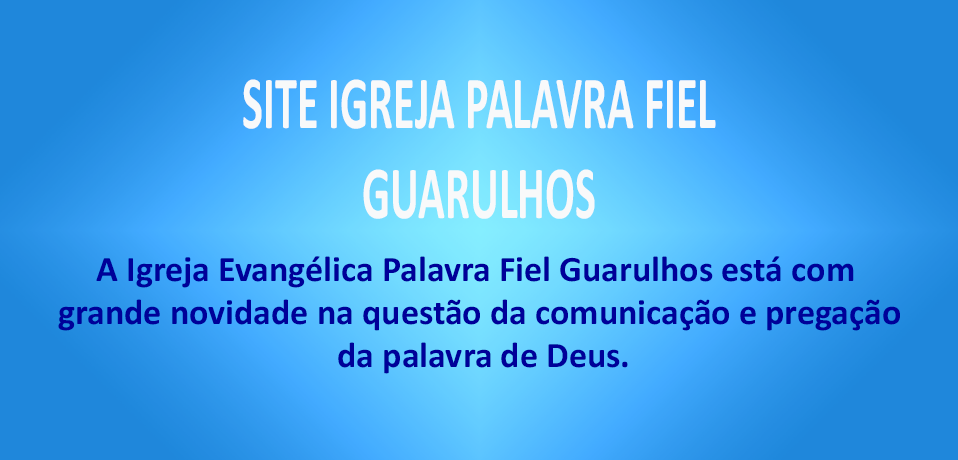 SITE IGREJA PALAVRA FIEL
GUARULHOS
A Igreja Evangélica Palavra Fiel Guarulhos está com
grande novidade na questão da comunicação e pregação
da palavra de Deus.